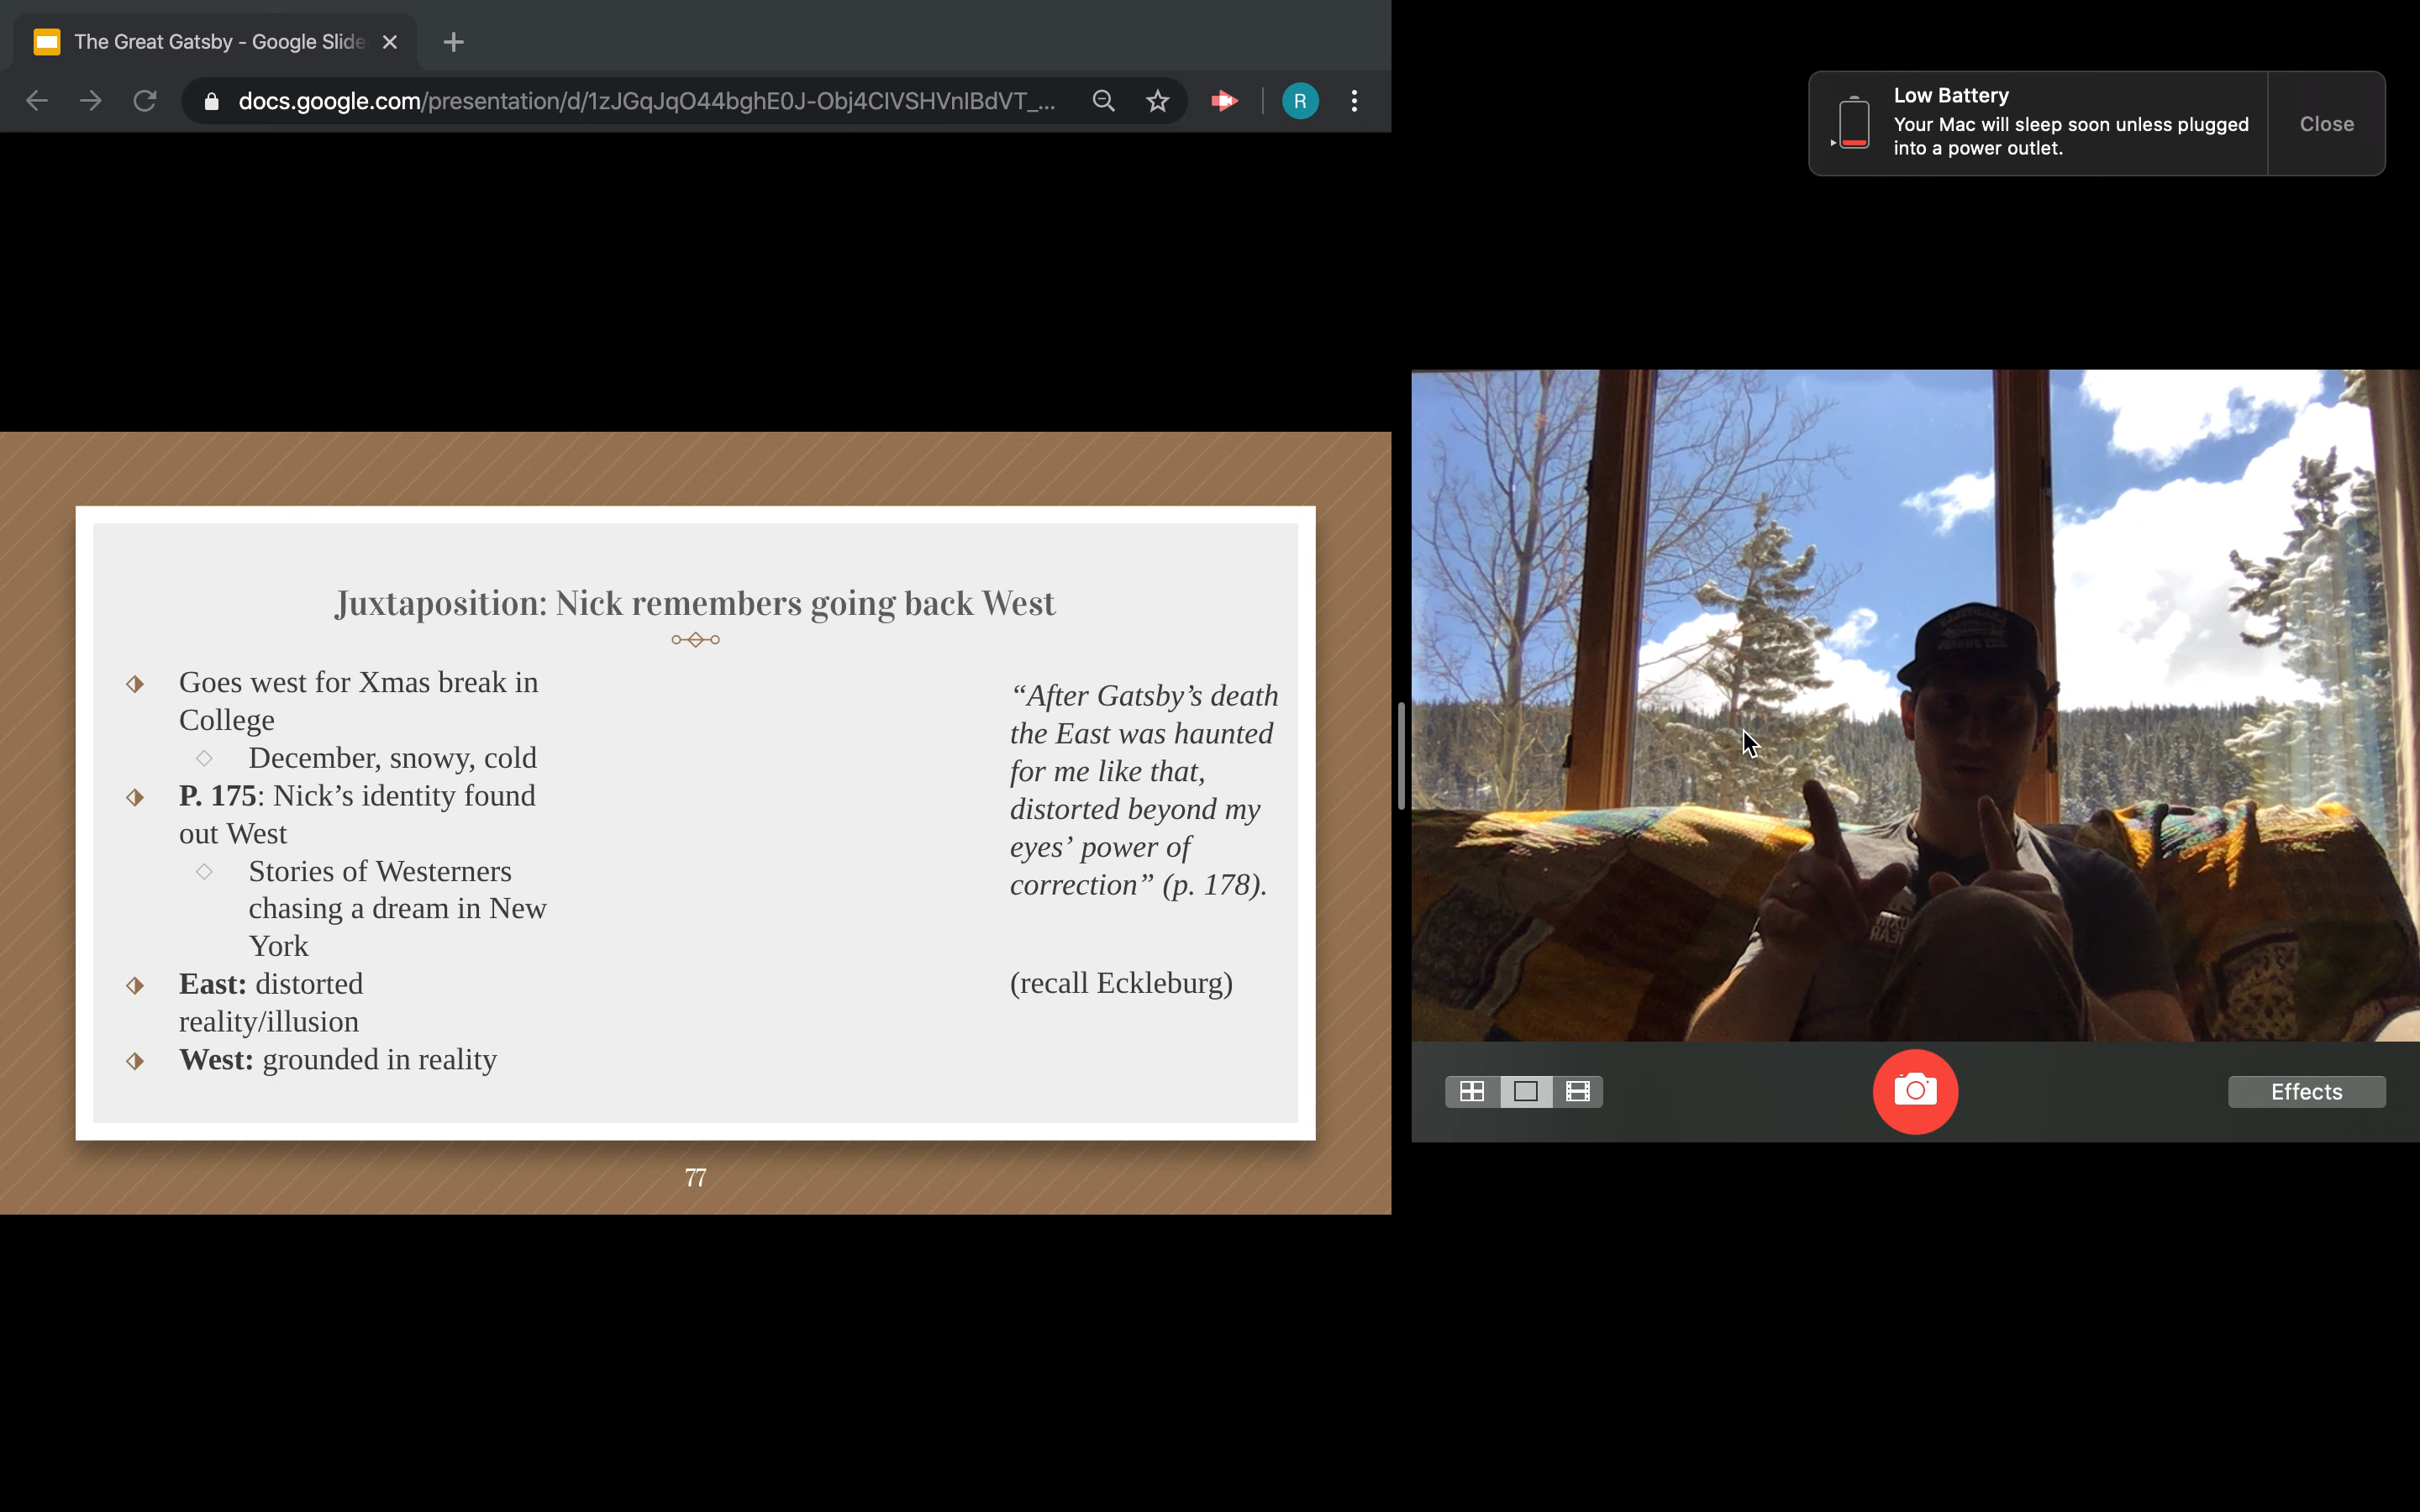 The Great Gatsby - Google Slide
docs.google.com/presentation/d/1zJGqJqO44bghE0J-Obj4CIVSHVnIBdVT_...
R
Low Battery
Your Mac will sleep soon unless plugged
into a power outlet.
Close
Juxtaposition: Nick remembers going back West
Goes west for Xmas break in
College
December, snowy, cold
P. 175: Nick’s identity found
out West
Stories of Westerners
chasing a dream in New
York
East: distorted
reality/illusion
West: grounded in reality
“After Gatsby’s death
the East was haunted
for me like that,
distorted beyond my
eyes’ power of
correction” (p. 178).
(recall Eckleburg)
77
Effects